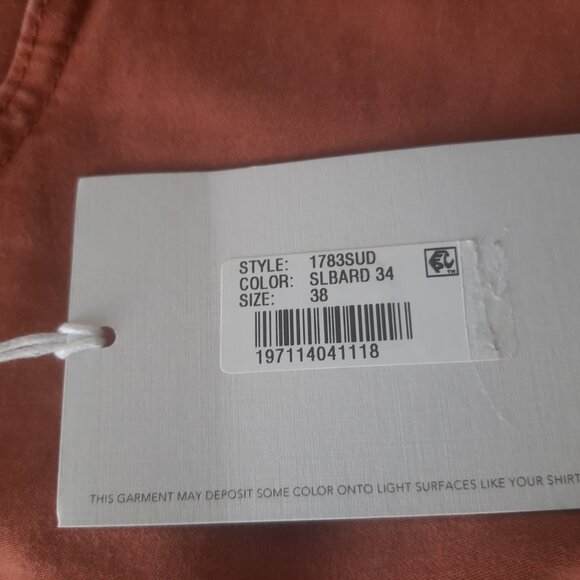 STYLE: 1783SUD
COLOR: SLBARD 34
SIZE: 38
197114041118
THIS GARMENT MAY DEPOSIT SOME COLOR ONTO LIGHT SURFACES LIKE YOUR SHIRT